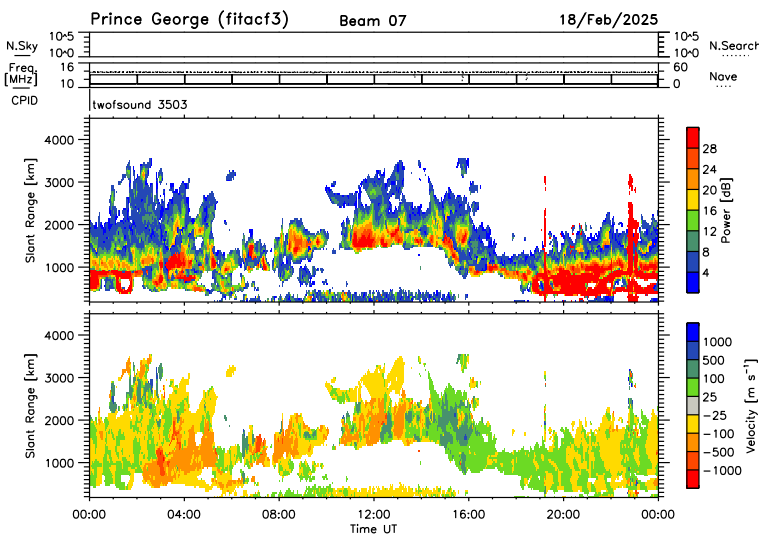 Prince George (fitacf3) Beam 07 18/Feb/2025
N.Sky 10^5 10^0 10^5 10^0 N.Search
Freq [MHz] 16 10 60 0 Nave
CPID twofsound 3503
Slant Range [km] 4000 3000 2000 1000
28 24 20 16 12 8 4 Power [dB]
Slant Range [km] 4000 3000 2000 1000
1000 500 100 25 −25 −100 −500 −1000 Velocity [m s⁻¹]
00:00 04:00 08:00 12:00 16:00 20:00 00:00
Time UT